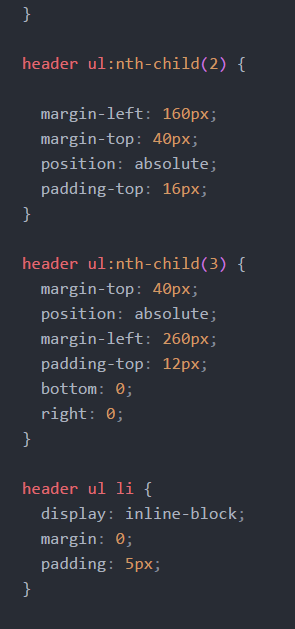 }
header ul:nth-child(2) {
margin-left: 160px;
margin-top: 40px;
position: absolute;
padding-top: 16px;
}
header ul:nth-child(3) {
margin-top: 40px;
position: absolute;
margin-left: 260px;
padding-top: 12px;
bottom: 0;
right: 0;
}
header ul li {
display: inline-block;
margin: 0;
padding: 5px;
}